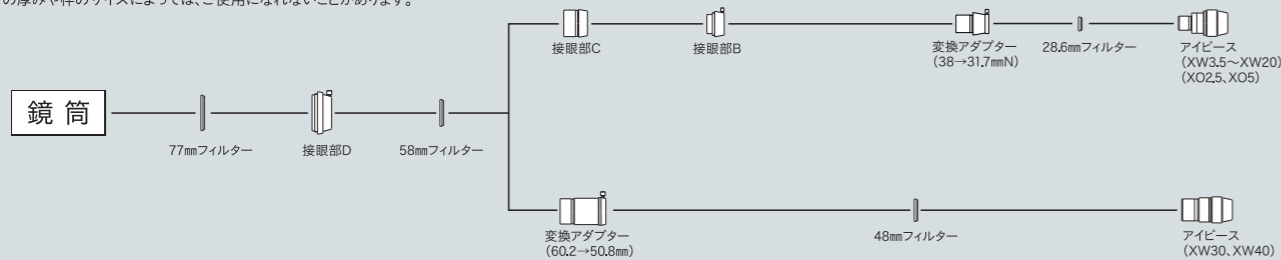 の厚みや枠のサイズによっては、ご使用になれないことがあります。
接眼部C
接眼部B
変換アダプター
(38→31.7㎜N)
28.6㎜フィルター
アイピース
(XW3.5～XW20)
(XO2.5、XO5)
鏡筒
77㎜フィルター
接眼部D
58㎜フィルター
変換アダプター
(60.2→50.8㎜)
48㎜フィルター
アイピース
(XW30、XW40)